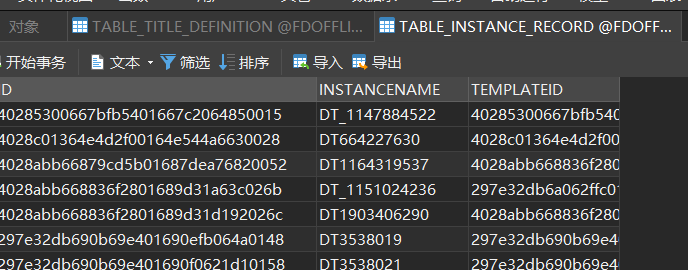 对象 TABLE_TITLE_DEFINITION @FDOFFLI... TABLE_INSTANCE_RECORD @FDOFF...
开始事务 文本 筛选 排序 导入 导出
ID INSTANCENAME TEMPLATEID
40285300667bfb5401667c2064850015 DT_1147884522 40285300667bfb540
4028c01364e4d2f00164e544a6630028 DT664227630 4028c01364e4d2f00
4028abb66879cd5b01687dea76820052 DT1164319537 4028abb668836f280
4028abb668836f2801689d31a63c026b DT_1151024236 297e32db6a062ffc01
4028abb668836f2801689d31d192026c DT1903406290 4028abb668836f280
297e32db690b69e401690efb064a0148 DT3538019 297e32db690b69e4
297e32db690b69e401690f0621d10158 DT3538021 297e32db690b69e4